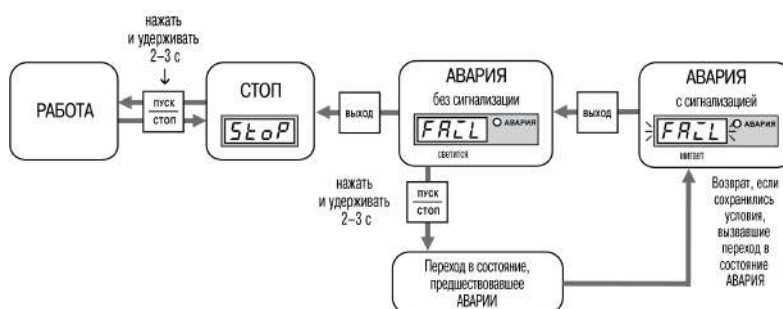 нажать
и удерживать
2–3 с
РАБОТА
ПУСК
СТОП
СТОП
StoP
ВЫХОД
АВАРИЯ
без сигнализации
FAIL
АВАРИЯ
светится
ВЫХОД
АВАРИЯ
с сигнализацией
FAIL
АВАРИЯ
мигает
нажать
и удерживать
2–3 с
ПУСК
СТОП
Переход в состояние,
предшествовавшее
АВАРИИ
Возврат, если
сохранились
условия,
вызвавшие
переход в
состояние
АВАРИЯ